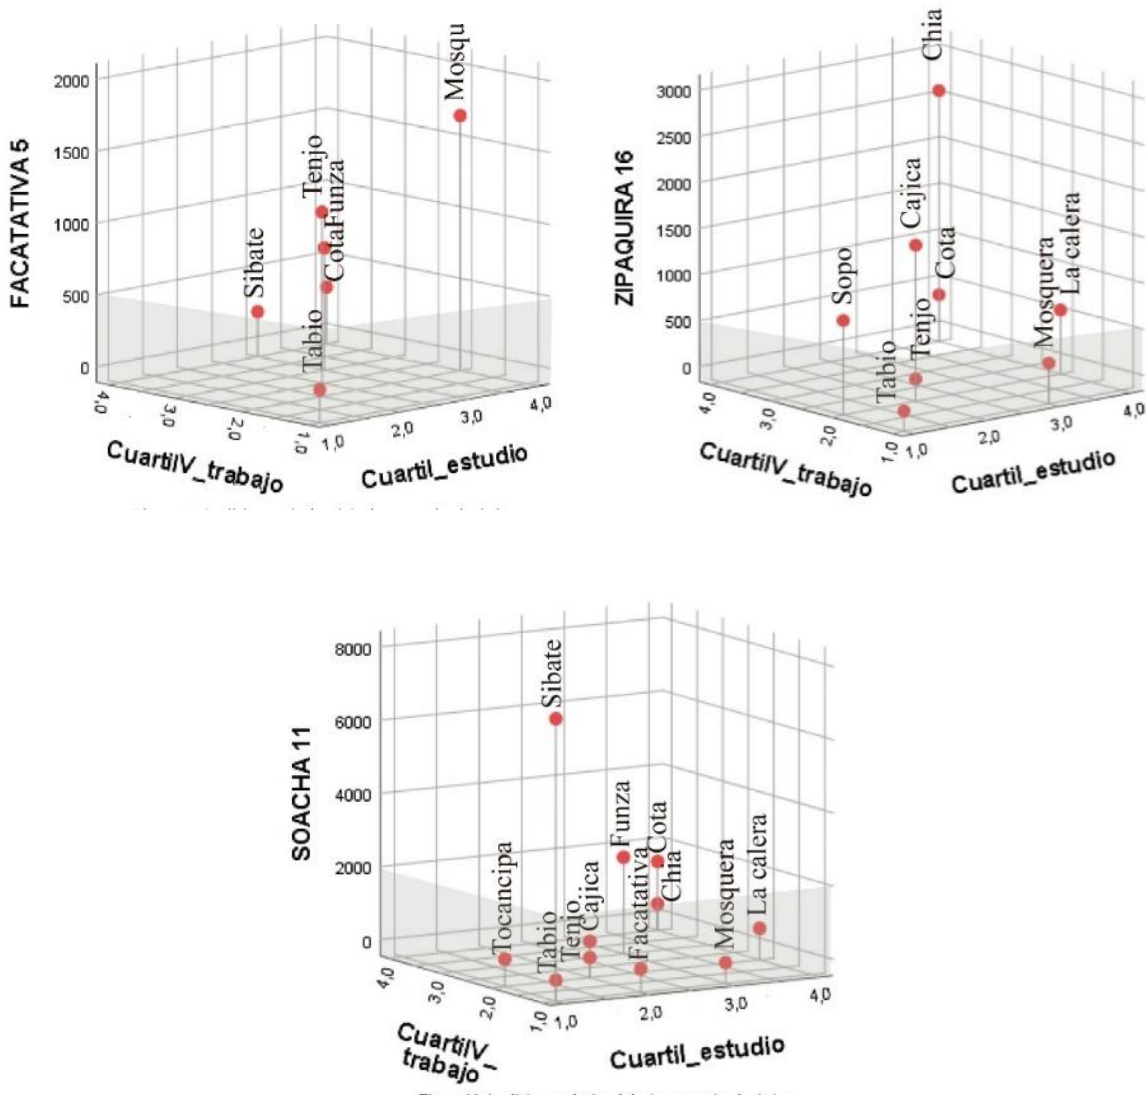 FACATATIVA 5
2000
1500
1000
500
0
Mosqu
Tenjo
Funza
Cota
Sibate
Tabio
4,0
3,0
2,0
1,0
1,0
2,0
3,0
4,0
CuartilV_trabajo
Cuartil_estudio
ZIPAQUIRA 16
3000
2500
2000
1500
1000
500
0
Chia
Cajica
Cota
Sopo
La calera
Mosquera
Tenjo
Tabio
4,0
3,0
2,0
1,0
1,0
2,0
3,0
4,0
CuartilV_trabajo
Cuartil_estudio
SOACHA 11
8000
6000
4000
2000
0
Sibate
Funza
Cota
Chia
La calera
Mosquera
Facatativa
Cajica
Tenjo
Tabio
Tocancipa
4,0
3,0
2,0
1,0
1,0
2,0
3,0
4,0
CuartilV_
trabajo
Cuartil_estudio